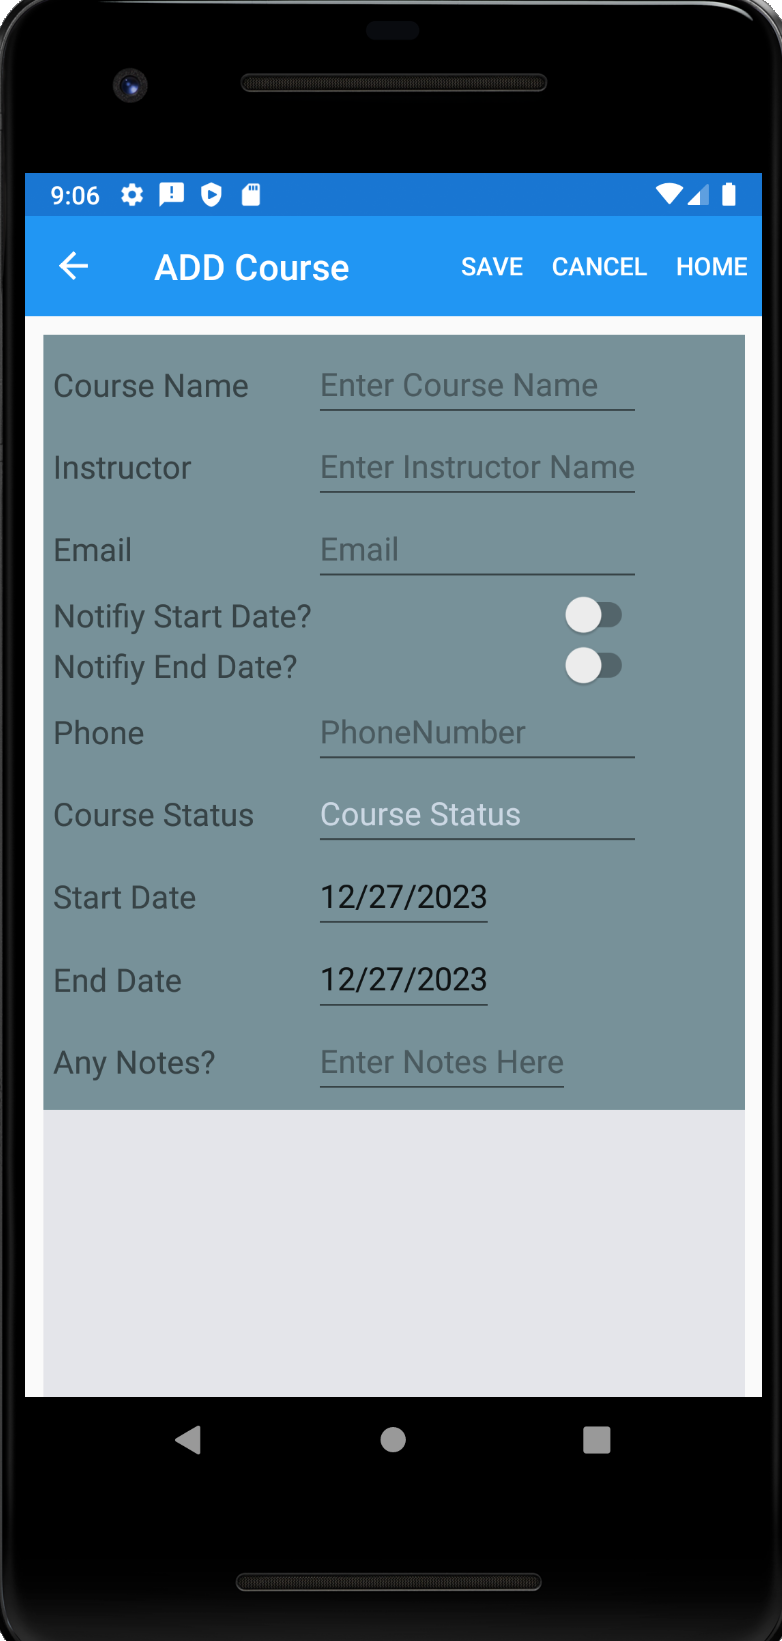 9:06
ADD Course SAVE CANCEL HOME
Course Name Enter Course Name
Instructor Enter Instructor Name
Email Email
Notifiy Start Date?
Notifiy End Date?
Phone PhoneNumber
Course Status Course Status
Start Date 12/27/2023
End Date 12/27/2023
Any Notes? Enter Notes Here